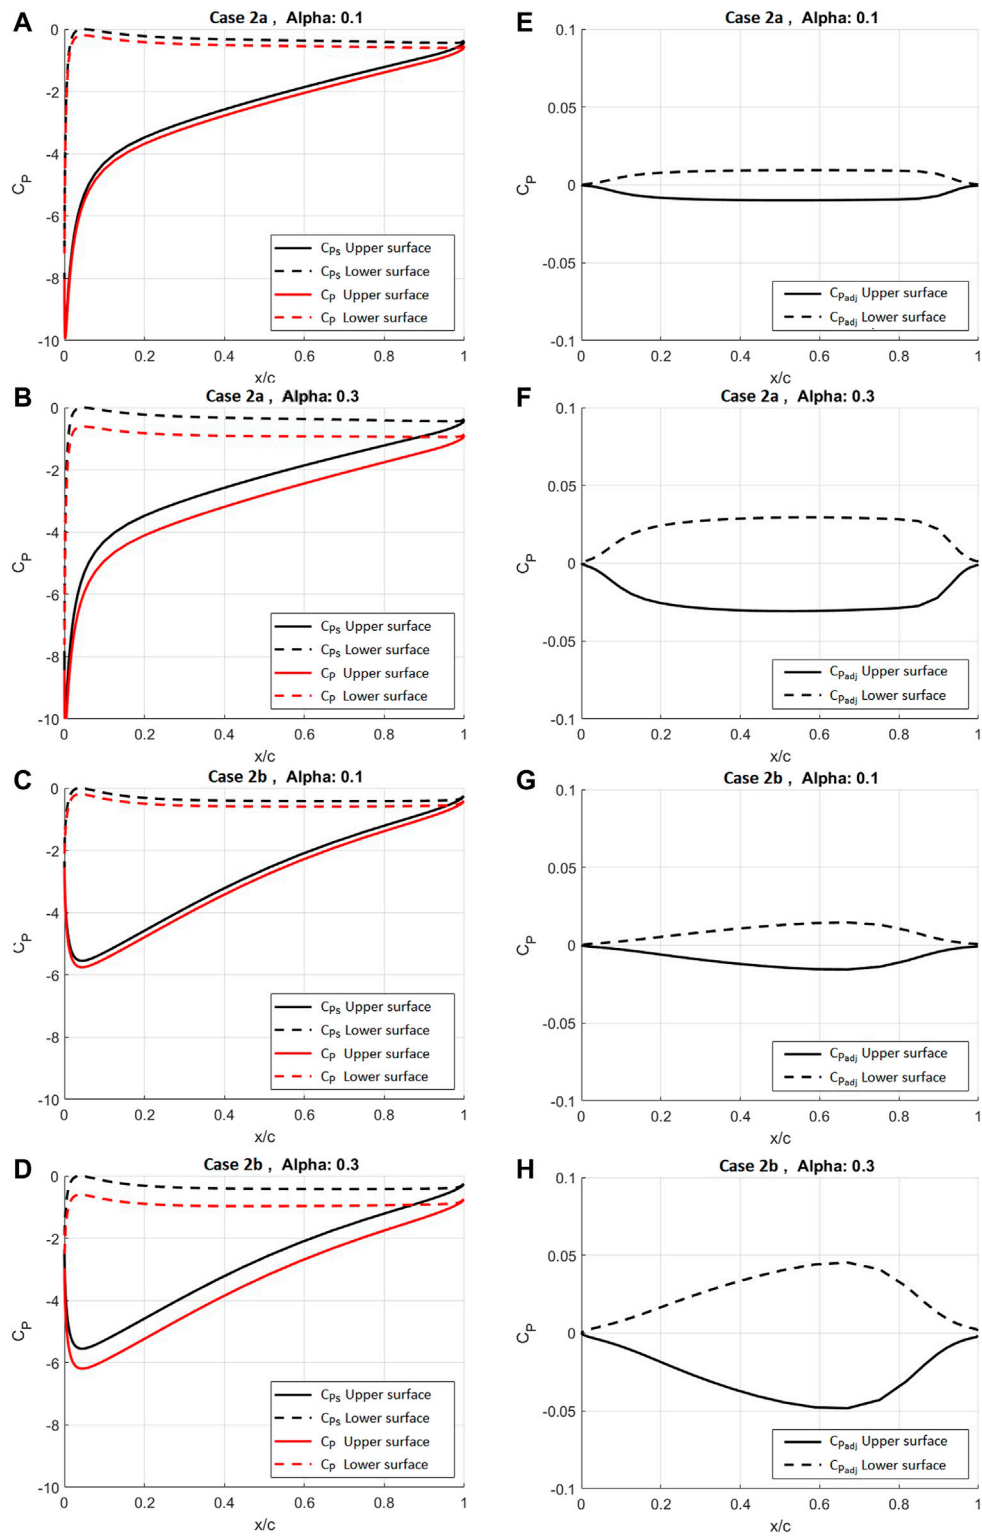 A
Case 2a , Alpha: 0.1
0
-2
-4
-6
-8
-10
C_P
C_Ps Upper surface
C_Ps Lower surface
C_P Upper surface
C_P Lower surface
0 0.2 0.4 0.6 0.8 1
x/c
E
Case 2a , Alpha: 0.1
0.1
0.05
0
-0.05
-0.1
C_P
C_Padj Upper surface
C_Padj Lower surface
0 0.2 0.4 0.6 0.8 1
x/c
B
Case 2a , Alpha: 0.3
0
-2
-4
-6
-8
-10
C_P
C_Ps Upper surface
C_Ps Lower surface
C_P Upper surface
C_P Lower surface
0 0.2 0.4 0.6 0.8 1
x/c
F
Case 2a , Alpha: 0.3
0.1
0.05
0
-0.05
-0.1
C_P
C_Padj Upper surface
C_Padj Lower surface
0 0.2 0.4 0.6 0.8 1
x/c
C
Case 2b , Alpha: 0.1
0
-2
-4
-6
-8
-10
C_P
C_Ps Upper surface
C_Ps Lower surface
C_P Upper surface
C_P Lower surface
0 0.2 0.4 0.6 0.8 1
x/c
G
Case 2b , Alpha: 0.1
0.1
0.05
0
-0.05
-0.1
C_P
C_Padj Upper surface
C_Padj Lower surface
0 0.2 0.4 0.6 0.8 1
x/c
D
Case 2b , Alpha: 0.3
0
-2
-4
-6
-8
-10
C_P
C_Ps Upper surface
C_Ps Lower surface
C_P Upper surface
C_P Lower surface
0 0.2 0.4 0.6 0.8 1
x/c
H
Case 2b , Alpha: 0.3
0.1
0.05
0
-0.05
-0.1
C_P
C_Padj Upper surface
C_Padj Lower surface
0 0.2 0.4 0.6 0.8 1
x/c